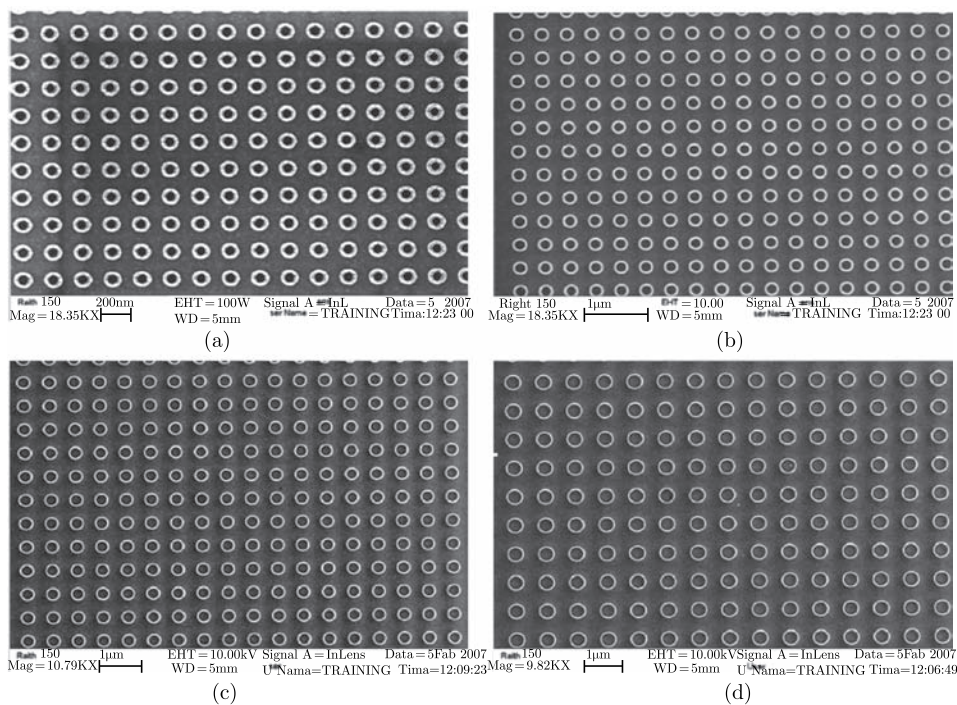 Raith 150 200nm EHT=100W Signal A= InL Data=5 2007
Mag=18.35KX WD=5mm ser Name=TRAINING Tima:12:23 00
(a)
Right 150 1μm EHT=10.00 Signal A= InL Data=5 2007
Mag=18.35KX WD=5mm ser Name TRAINING Tima:12:23 00
(b)
Raith 150 1μm EHT=10.00kV Signal A=InLens Data=5Fab 2007
Mag=10.79KX WD=5mm U Nama=TRAINING Tima=12:09:23
(c)
Raith 150 1μm EHT=10.00kV Signal A=InLens Data=5Fab 2007
Mag=9.82KX WD=5mm U Nama=TRAINING Tima=12:06:49
(d)